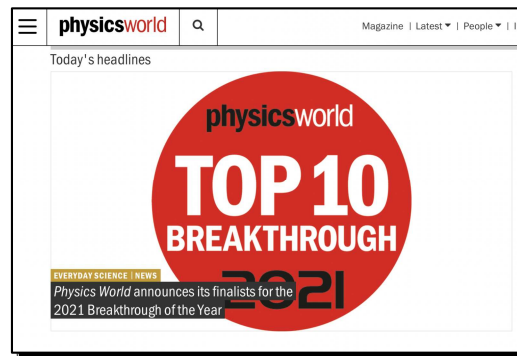 physicsworld
Magazine | Latest | People |
Today's headlines
physicsworld
TOP 10
BREAKTHROUGH
2021
EVERYDAY SCIENCE | NEWS
Physics World announces its finalists for the
2021 Breakthrough of the Year